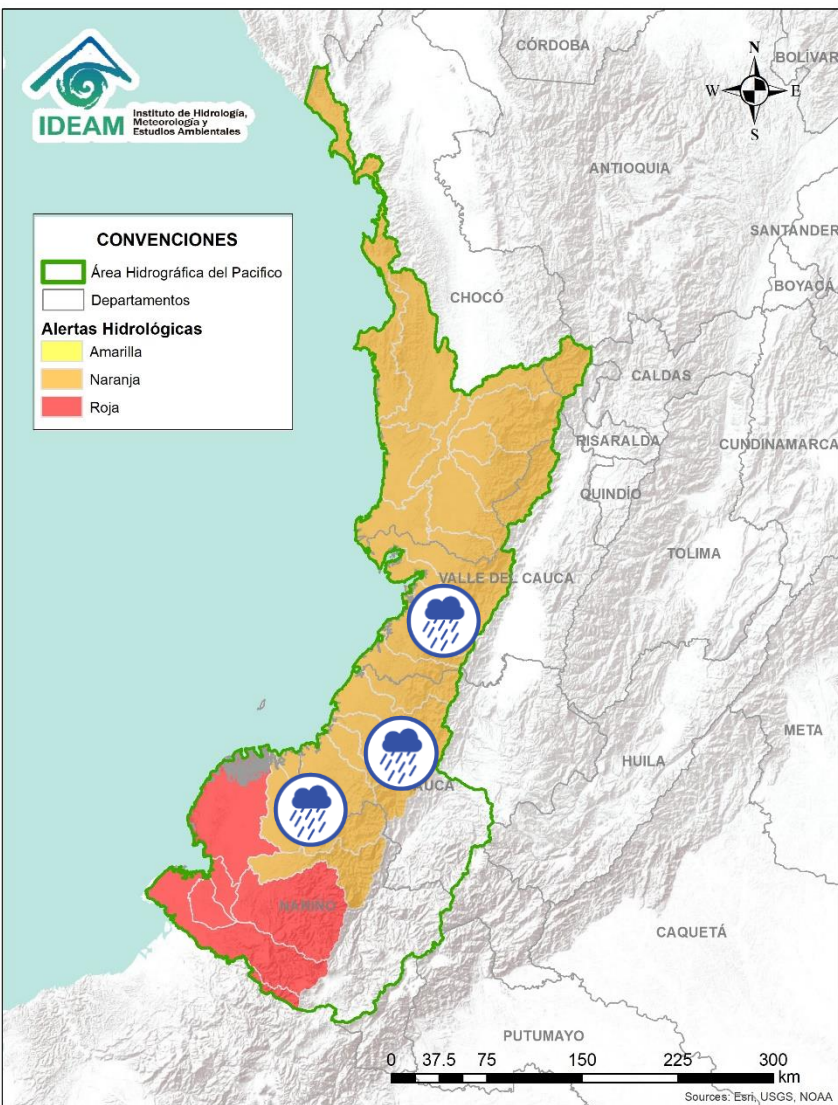 IDEAM
Instituto de Hidrología,
Meteorología y
Estudios Ambientales
CÓRDOBA
BOLÍVAR
N
W
E
S
ANTIOQUIA
SANTANDER
BOYACÁ
CONVENCIONES
Área Hidrográfica del Pacifico
Departamentos
Alertas Hidrológicas
Amarilla
Naranja
Roja
CHOCÓ
CALDAS
RISARALDA
CUNDINAMARCA
QUINDÍO
TOLIMA
VALLE DEL CAUCA
META
HUILA
AUCA
NARIÑO
CAQUETÁ
PUTUMAYO
0 37.5 75 150 225 300
km
Sources: Esri, USGS, NOAA